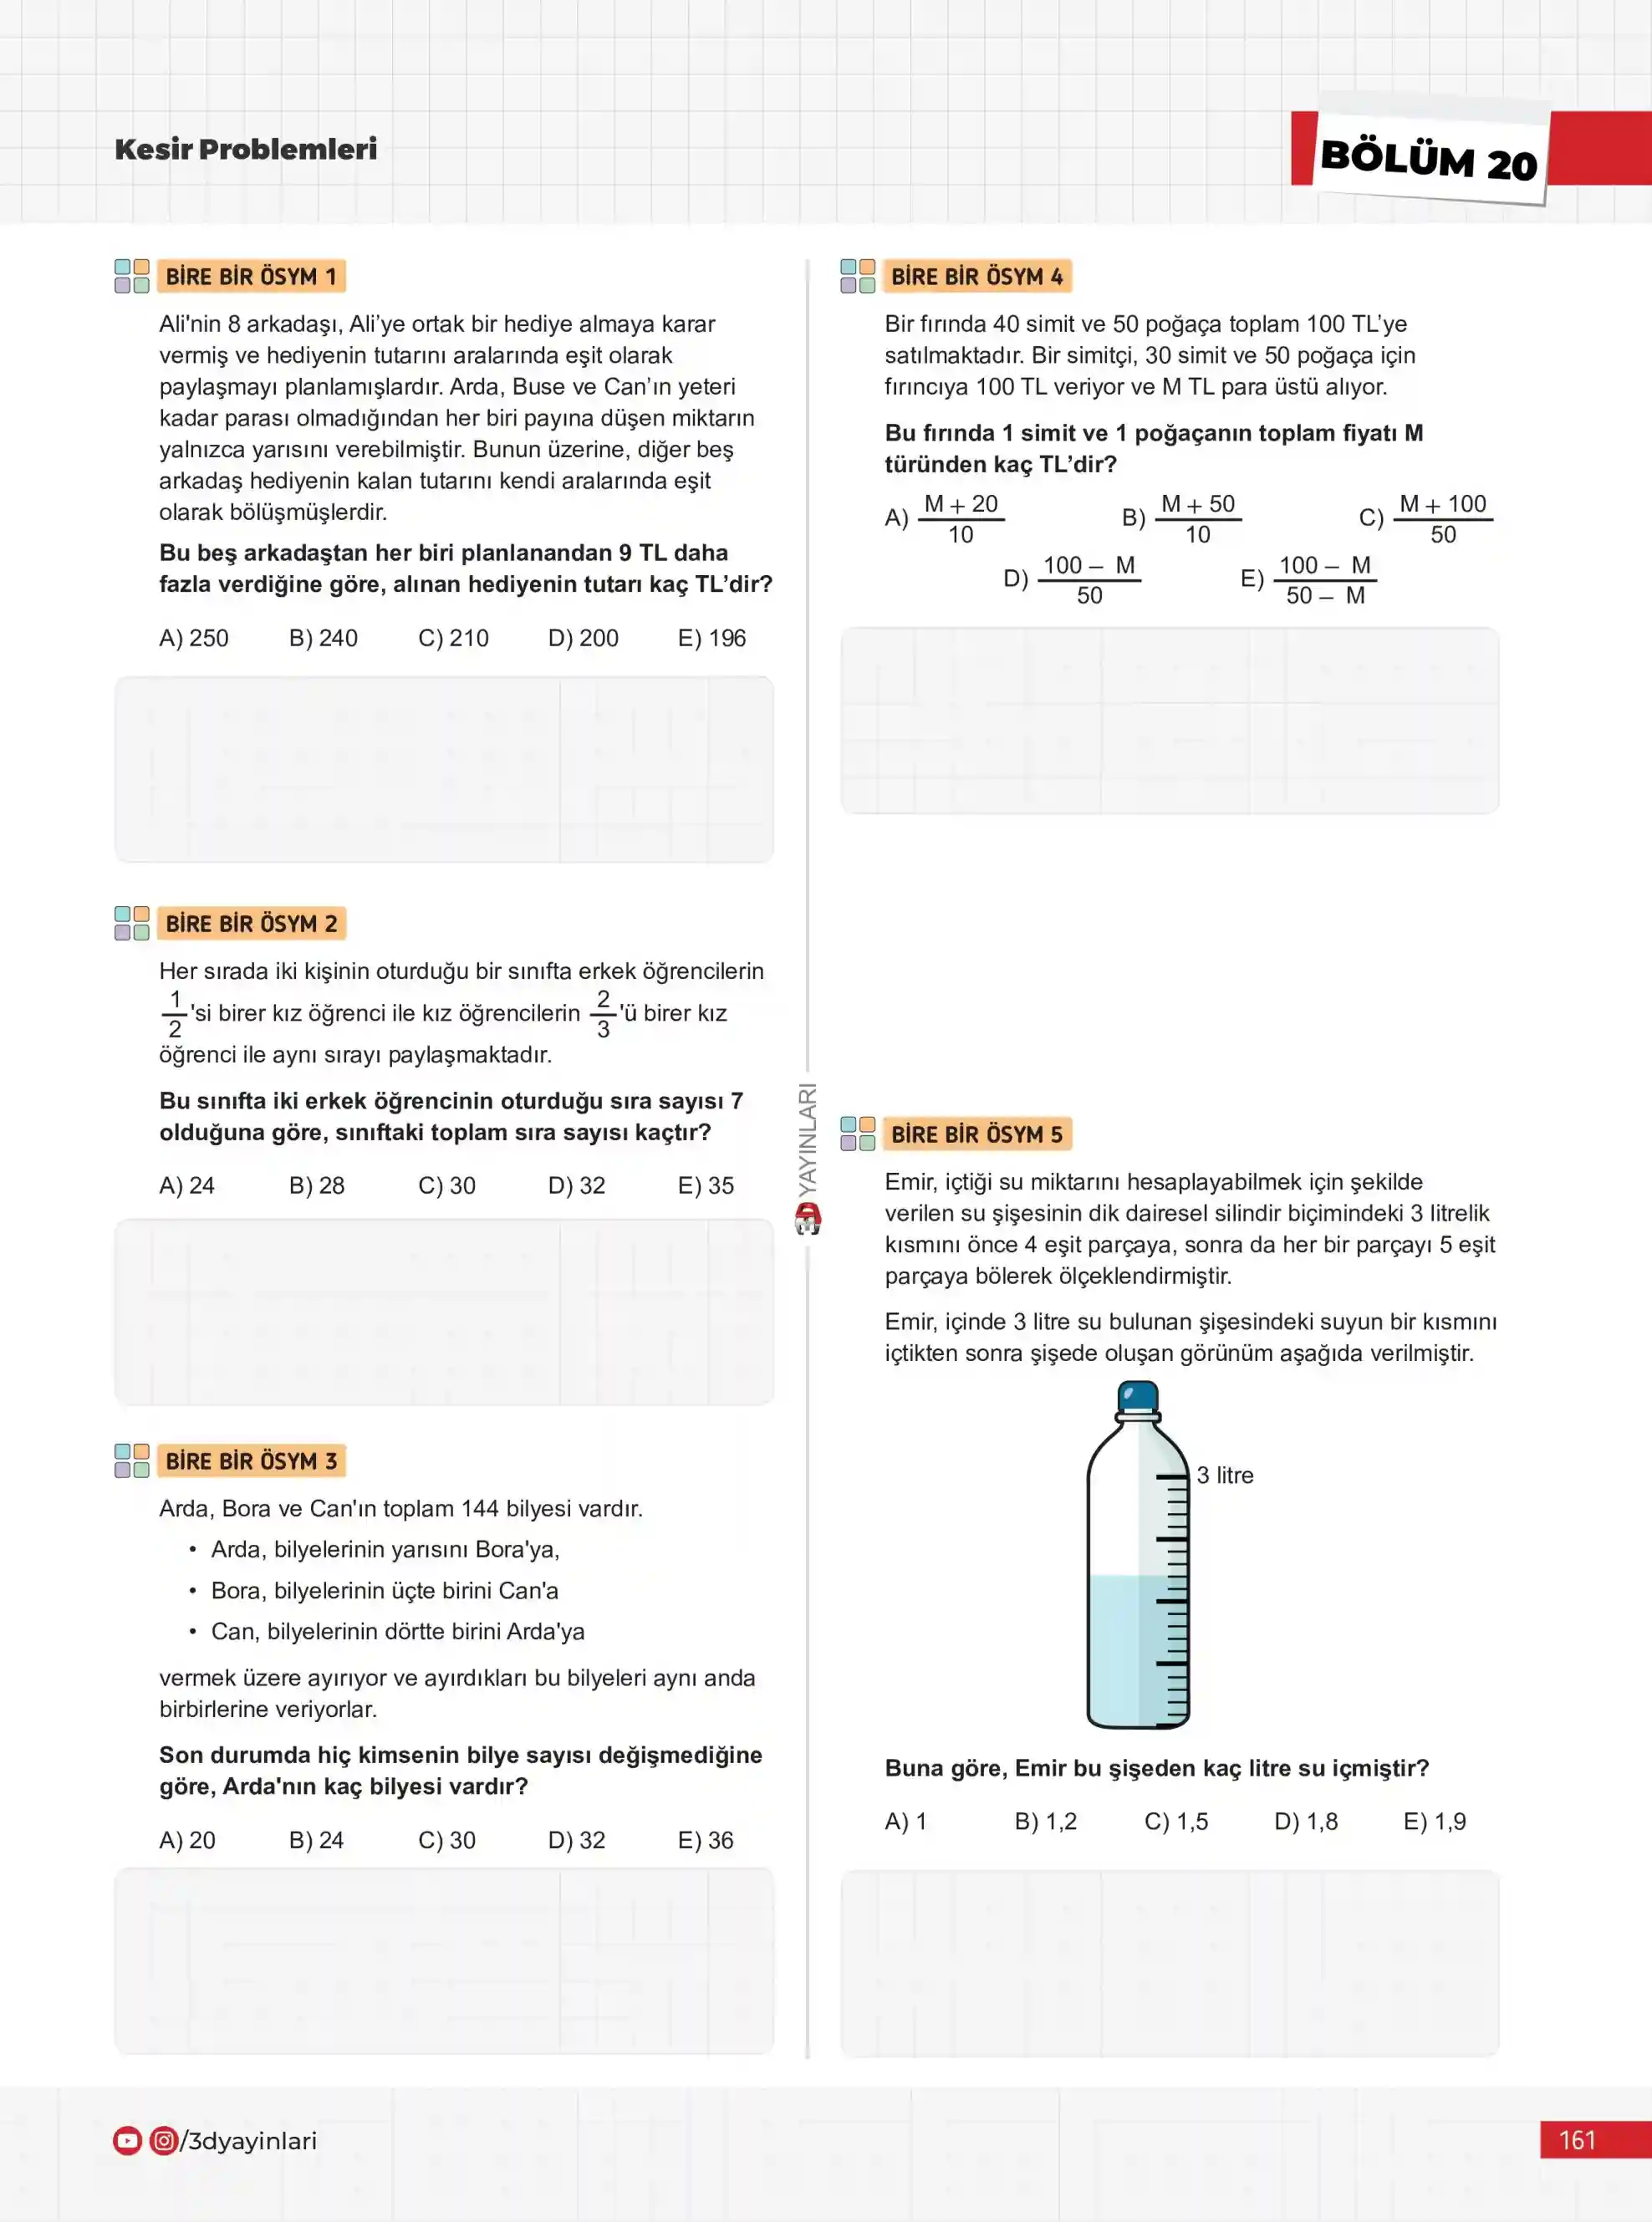 Kesir Problemleri
BÖLÜM 20
BİRE BİR ÖSYM 1
Ali'nin 8 arkadaşı, Ali’ye ortak bir hediye almaya karar
vermiş ve hediyenin tutarını aralarında eşit olarak
paylaşmayı planlamışlardır. Arda, Buse ve Can’ın yeteri
kadar parası olmadığından her biri payına düşen miktarın
yalnızca yarısını verebilmiştir. Bunun üzerine, diğer beş
arkadaş hediyenin kalan tutarını kendi aralarında eşit
olarak bölüşmüşlerdir.
Bu beş arkadaştan her biri planlanandan 9 TL daha
fazla verdiğine göre, alınan hediyenin tutarı kaç TL’dir?
A) 250 B) 240 C) 210 D) 200 E) 196
BİRE BİR ÖSYM 2
Her sırada iki kişinin oturduğu bir sınıfta erkek öğrencilerin
1/2 'si birer kız öğrenci ile kız öğrencilerin 2/3 'ü birer kız
öğrenci ile aynı sırayı paylaşmaktadır.
Bu sınıfta iki erkek öğrencinin oturduğu sıra sayısı 7
olduğuna göre, sınıftaki toplam sıra sayısı kaçtır?
A) 24 B) 28 C) 30 D) 32 E) 35
BİRE BİR ÖSYM 3
Arda, Bora ve Can'ın toplam 144 bilyesi vardır.
• Arda, bilyelerinin yarısını Bora'ya,
• Bora, bilyelerinin üçte birini Can'a
• Can, bilyelerinin dörtte birini Arda'ya
vermek üzere ayırıyor ve ayırdıkları bu bilyeleri aynı anda
birbirlerine veriyorlar.
Son durumda hiç kimsenin bilye sayısı değişmediğine
göre, Arda'nın kaç bilyesi vardır?
A) 20 B) 24 C) 30 D) 32 E) 36
YAYINLARI
BİRE BİR ÖSYM 4
Bir fırında 40 simit ve 50 poğaça toplam 100 TL’ye
satılmaktadır. Bir simitçi, 30 simit ve 50 poğaça için
fırıncıya 100 TL veriyor ve M TL para üstü alıyor.
Bu fırında 1 simit ve 1 poğaçanın toplam fiyatı M
türünden kaç TL’dir?
A) M + 20/10 B) M + 50/10 C) M + 100/50
D) 100 – M/50 E) 100 – M/50 – M
BİRE BİR ÖSYM 5
Emir, içtiği su miktarını hesaplayabilmek için şekilde
verilen su şişesinin dik dairesel silindir biçimindeki 3 litrelik
kısmını önce 4 eşit parçaya, sonra da her bir parçayı 5 eşit
parçaya bölerek ölçeklendirmiştir.
Emir, içinde 3 litre su bulunan şişesindeki suyun bir kısmını
içtikten sonra şişede oluşan görünüm aşağıda verilmiştir.
3 litre
Buna göre, Emir bu şişeden kaç litre su içmiştir?
A) 1 B) 1,2 C) 1,5 D) 1,8 E) 1,9
/3dyayinlari
161